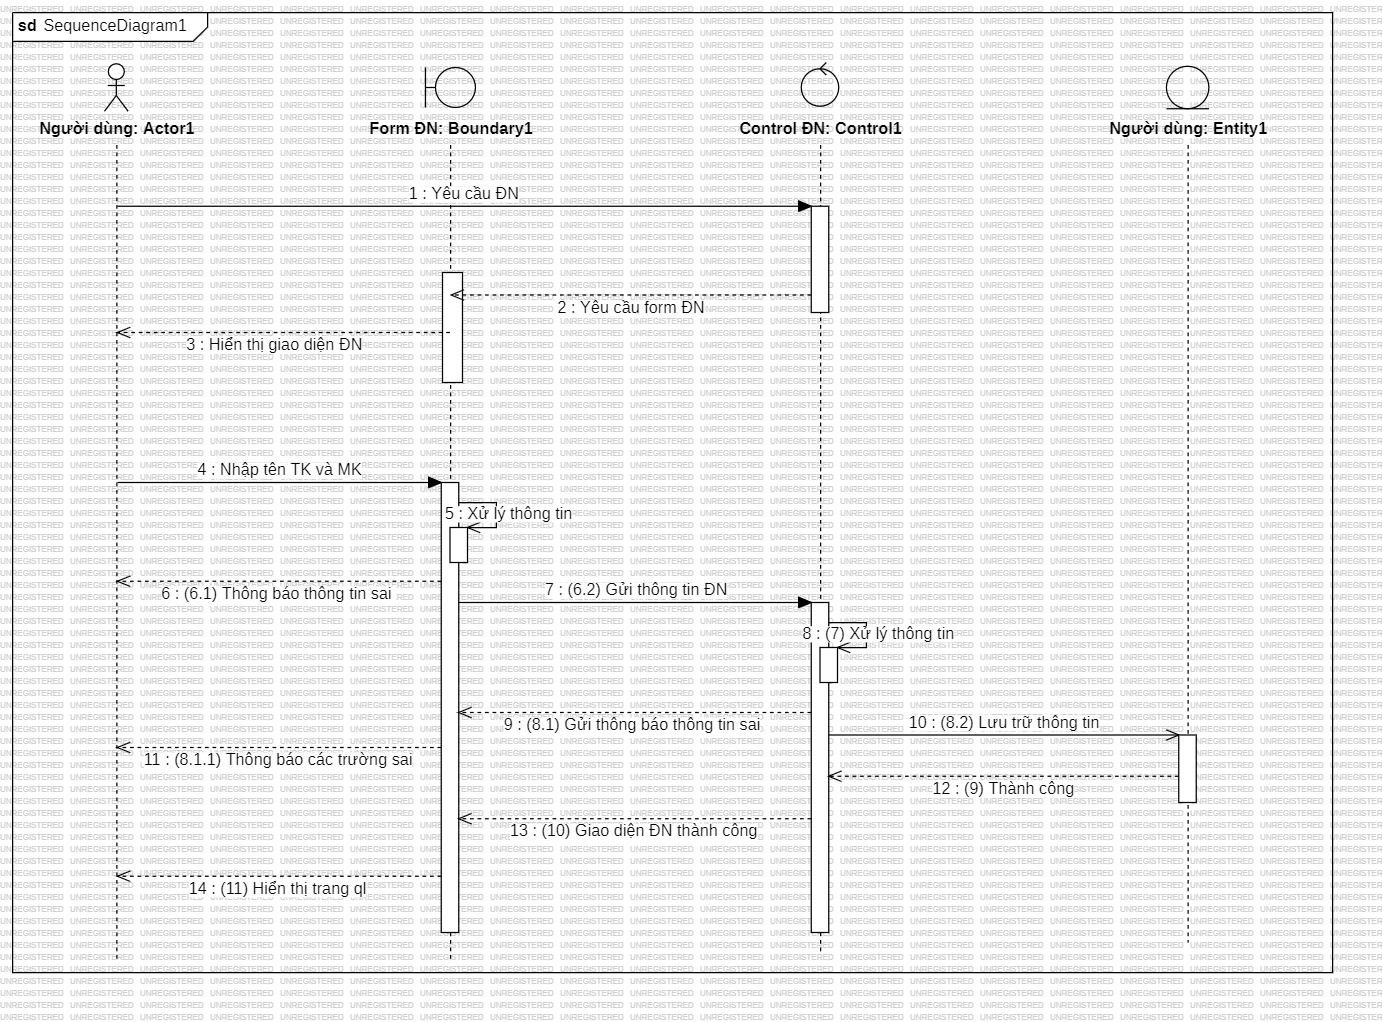 sd SequenceDiagram1
Người dùng: Actor1
Form ĐN: Boundary1
Control ĐN: Control1
Người dùng: Entity1
1 : Yêu cầu ĐN
2 : Yêu cầu form ĐN
3 : Hiển thị giao diện ĐN
4 : Nhập tên TK và MK
5 : Xử lý thông tin
6 : (6.1) Thông báo thông tin sai
7 : (6.2) Gửi thông tin ĐN
8 : (7) Xử lý thông tin
9 : (8.1) Gửi thông báo thông tin sai
10 : (8.2) Lưu trữ thông tin
11 : (8.1.1) Thông báo các trường sai
12 : (9) Thành công
13 : (10) Giao diện ĐN thành công
14 : (11) Hiển thị trang ql
UNREGISTERED